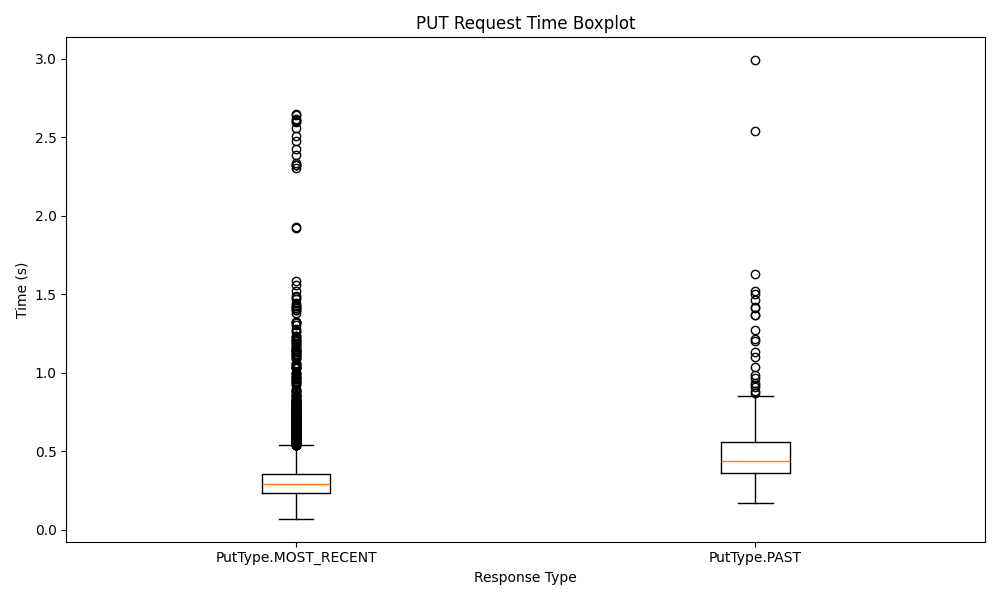 PUT Request Time Boxplot
3.0
2.5
2.0
1.5
1.0
0.5
0.0
Time (s)
PutType.MOST_RECENT
PutType.PAST
Response Type